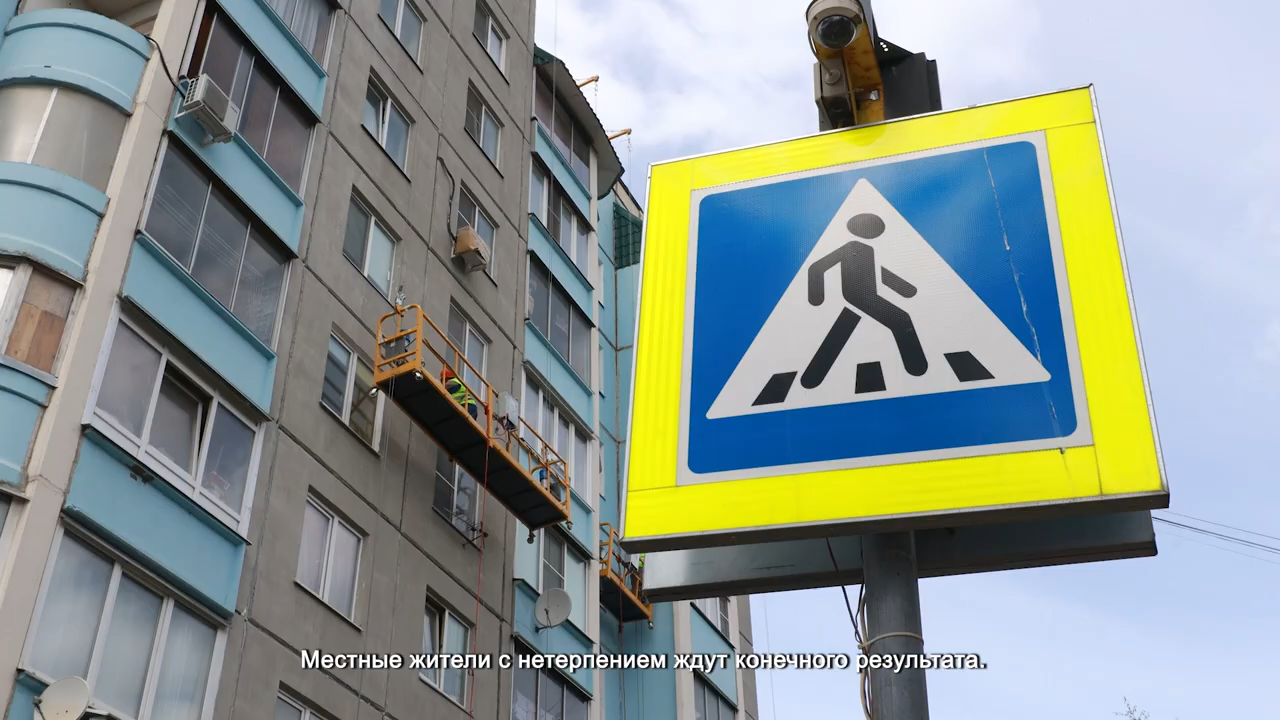 Местные жители с нетерпением ждут конечного результата.